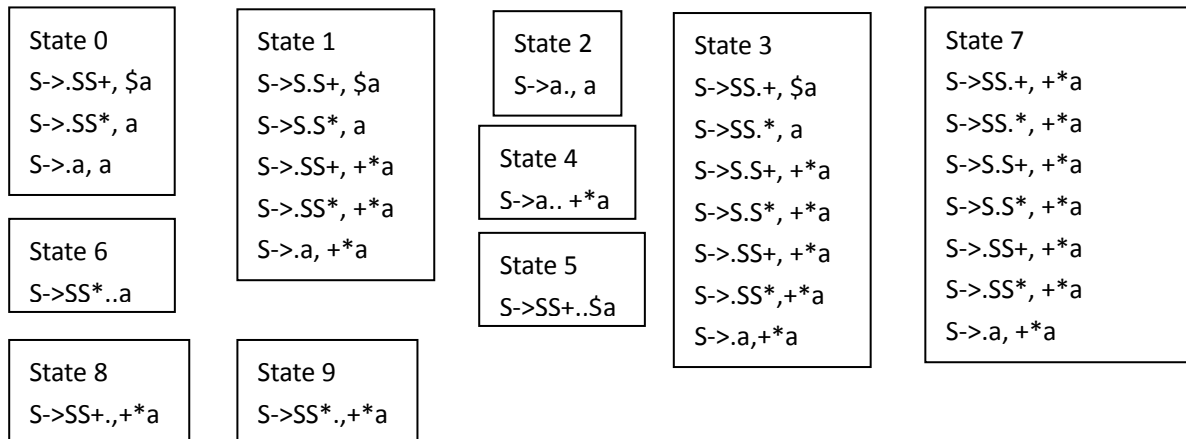 State 0
S->.SS+, $a
S->.SS*, a
S->.a, a
State 1
S->S.S+, $a
S->S.S*, a
S->.SS+, +*a
S->.SS*, +*a
S->.a, +*a
State 2
S->a., a
State 3
S->SS.+, $a
S->SS.*, a
S->S.S+, +*a
S->S.S*, +*a
S->.SS+, +*a
S->.SS*,+*a
S->.a,+*a
State 7
S->SS.+, +*a
S->SS.*, +*a
S->S.S+, +*a
S->S.S*, +*a
S->.SS+, +*a
S->.SS*, +*a
S->.a, +*a
State 4
S->a.. +*a
State 6
S->SS*..a
State 5
S->SS+..$a
State 8
S->SS+.,+*a
State 9
S->SS*.,+*a